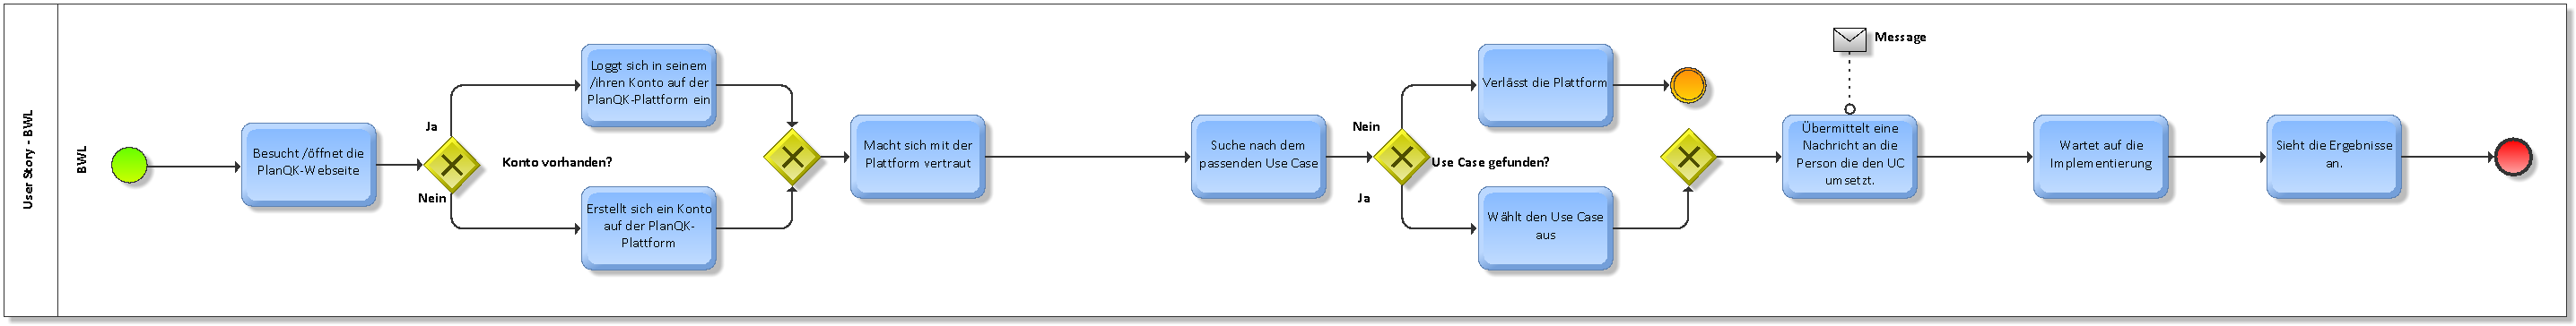 User Story - BWL
BWL
Besucht /öffnet die
PlanQK-Webseite
Ja
Konto vorhanden?
Nein
Loggt sich in seinem
/ihren Konto auf der
PlanQK-Plattform ein
Erstellt sich ein Konto
auf der PlanQK-
Plattform
Macht sich mit der
Plattform vertraut
Suche nach dem
passenden Use Case
Nein
Use Case gefunden?
Ja
Verlässt die Plattform
Wählt den Use Case
aus
Message
Übermittelt eine
Nachricht an die
Person die den UC
umsetzt.
Wartet auf die
Implementierung
Sieht die Ergebnisse
an.